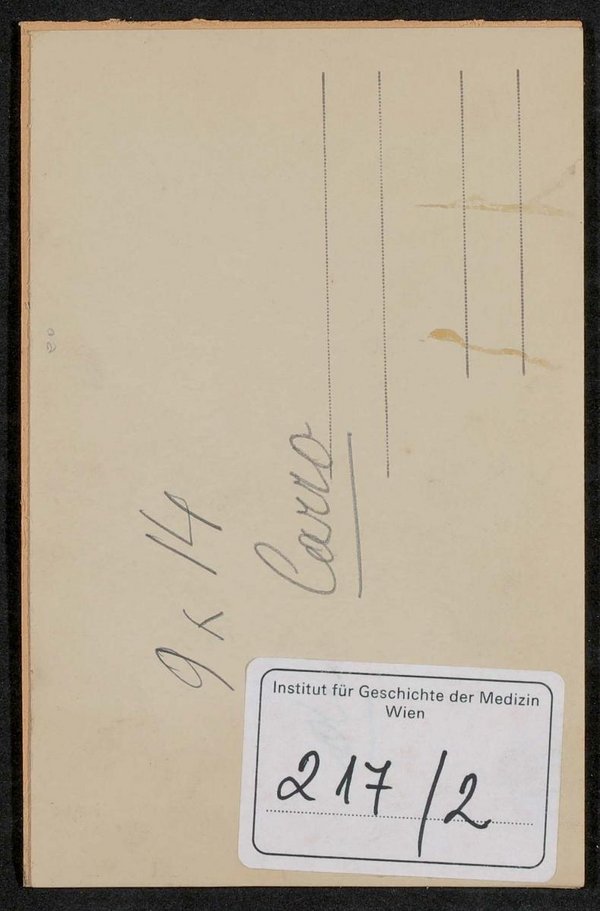 9 x 14
Carro
Institut für Geschichte der Medizin
Wien
217/2